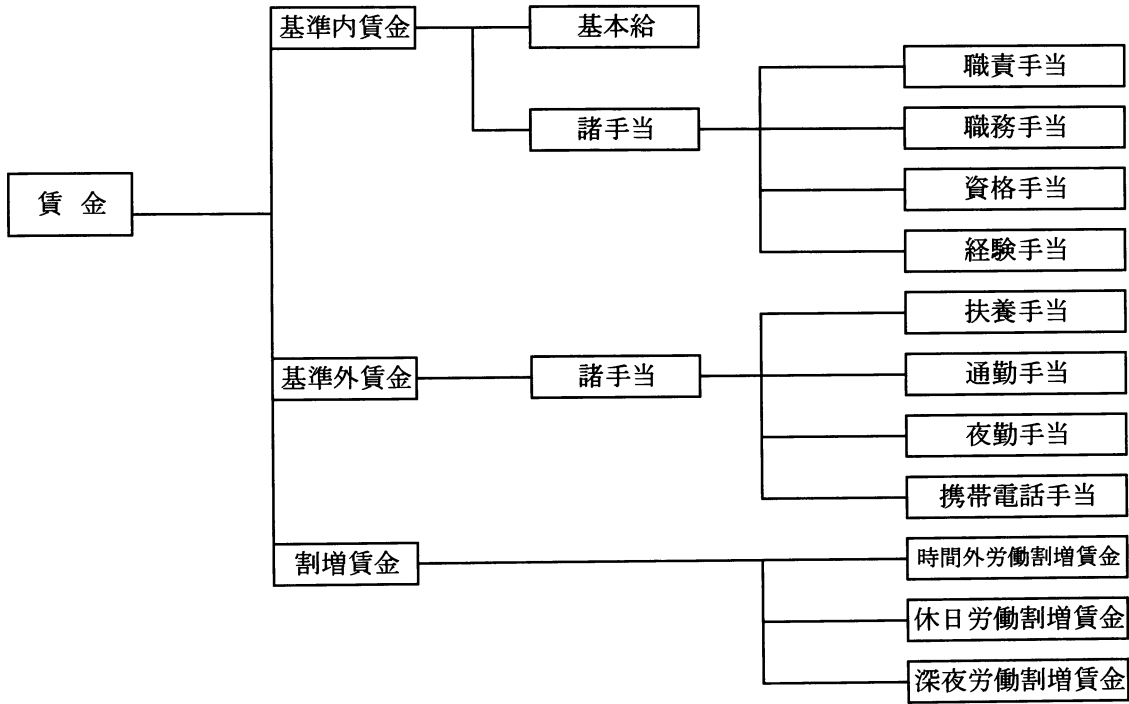 賃 金
基準内賃金
基本給
諸手当
職責手当
職務手当
資格手当
経験手当
基準外賃金
諸手当
扶養手当
通勤手当
夜勤手当
携帯電話手当
割増賃金
時間外労働割増賃金
休日労働割増賃金
深夜労働割増賃金